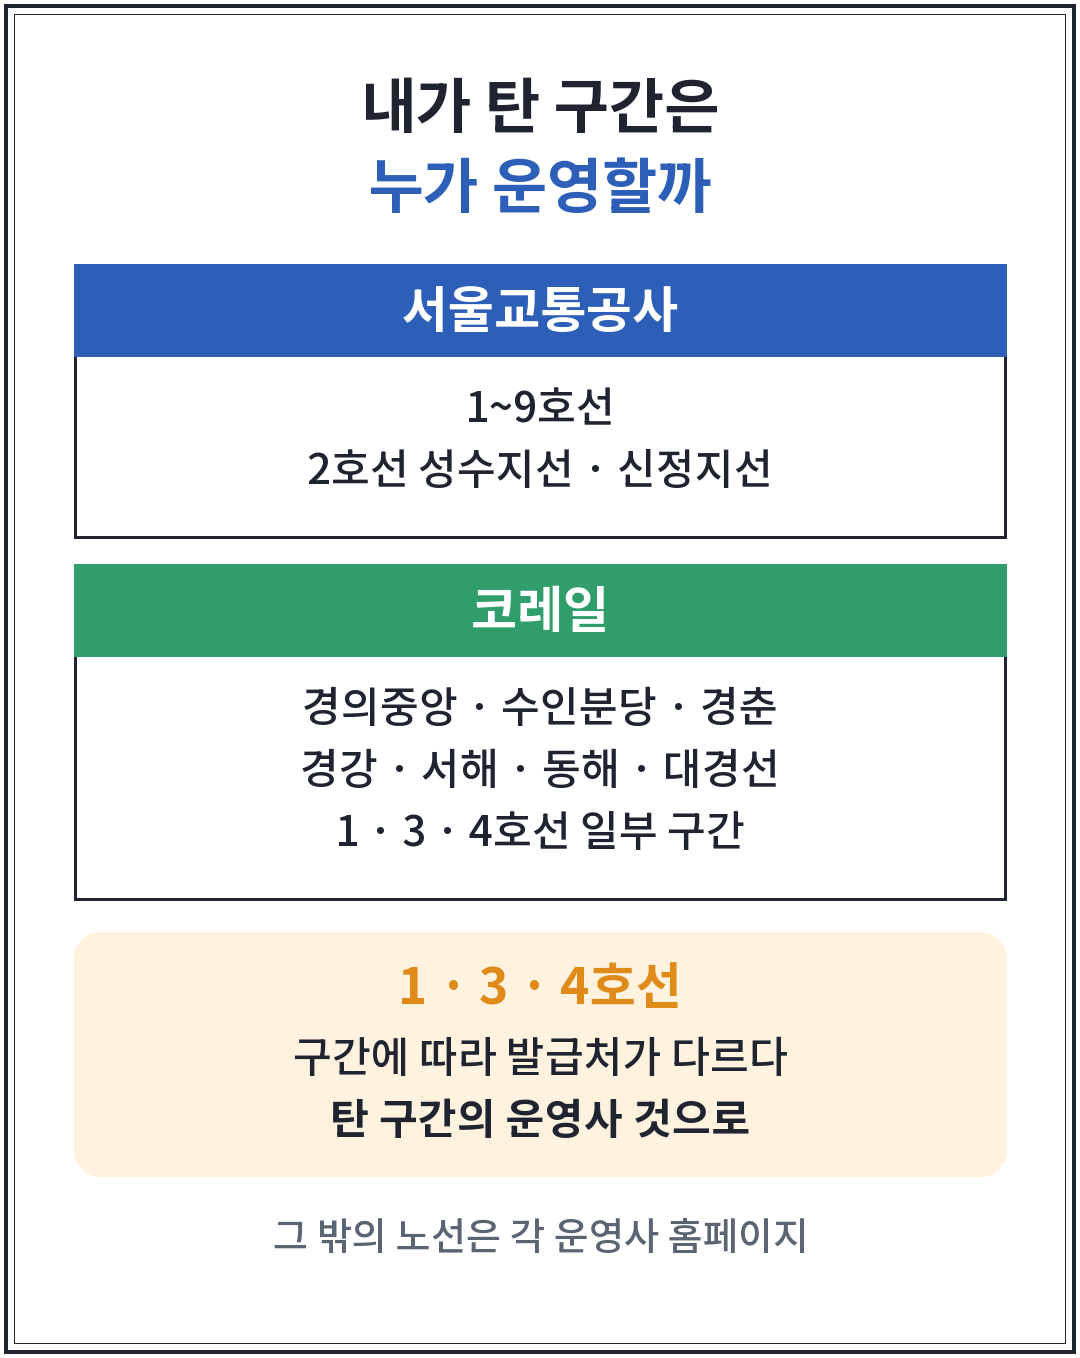 내가 탄 구간은
누가 운영할까
서울교통공사
1~9호선
2호선 성수지선 · 신정지선
코레일
경의중앙 · 수인분당 · 경춘
경강 · 서해 · 동해 · 대경선
1 · 3 · 4호선 일부 구간
1 · 3 · 4호선
구간에 따라 발급처가 다르다
탄 구간의 운영사 것으로
그 밖의 노선은 각 운영사 홈페이지